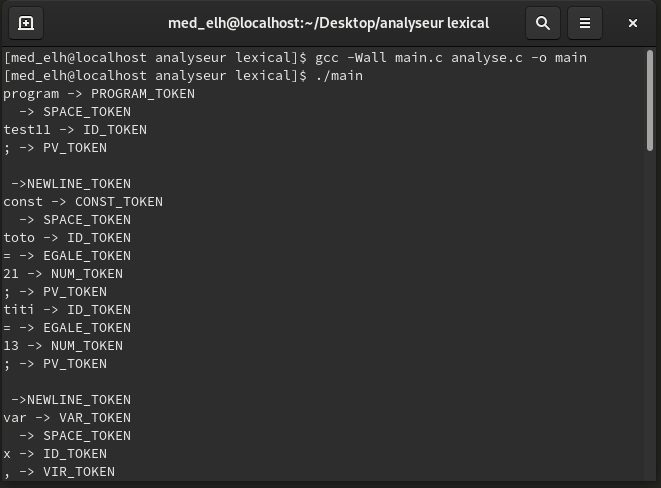 med_elh@localhost:~/Desktop/analyseur lexical
[med_elh@localhost analyseur lexical]$ gcc -Wall main.c analyse.c -o main
[med_elh@localhost analyseur lexical]$ ./main
program -> PROGRAM_TOKEN
  -> SPACE_TOKEN
test11 -> ID_TOKEN
; -> PV_TOKEN

 ->NEWLINE_TOKEN
const -> CONST_TOKEN
  -> SPACE_TOKEN
toto -> ID_TOKEN
= -> EGALE_TOKEN
21 -> NUM_TOKEN
; -> PV_TOKEN
titi -> ID_TOKEN
= -> EGALE_TOKEN
13 -> NUM_TOKEN
; -> PV_TOKEN

 ->NEWLINE_TOKEN
var -> VAR_TOKEN
  -> SPACE_TOKEN
x -> ID_TOKEN
, -> VIR_TOKEN